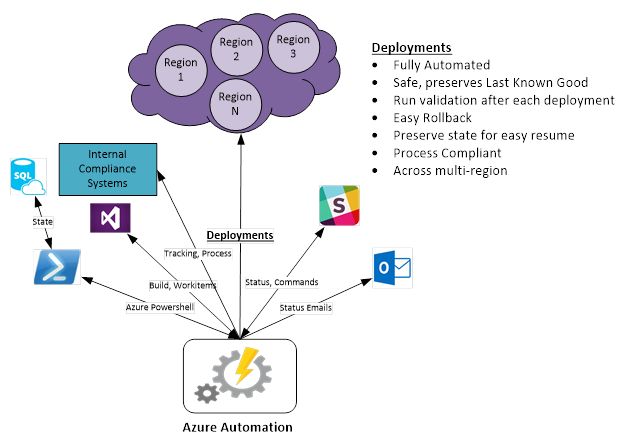 Region
1
Region
2
Region
3
Region
N
Deployments
Fully Automated
Safe, preserves Last Known Good
Run validation after each deployment
Easy Rollback
Preserve state for easy resume
Process Compliant
Across multi-region
Internal
Compliance
Systems
SQL
State
S
O
Deployments
Tracking, Process
Build, Workitems
Status, Commands
Azure Powershell
Status Emails
Azure Automation